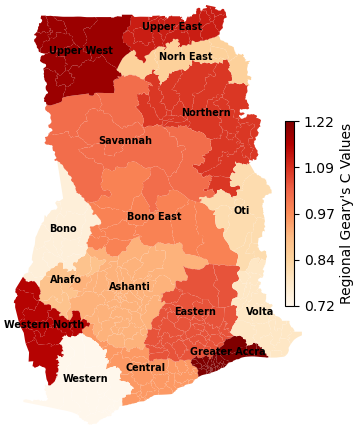 Upper East
Upper West
Norh East
Northern
Savannah
Oti
Bono East
Bono
Ahafo
Ashanti
Eastern
Volta
Western North
Greater Accra
Central
Western
1.22
1.09
0.97
0.84
0.72
Regional Geary's C Values